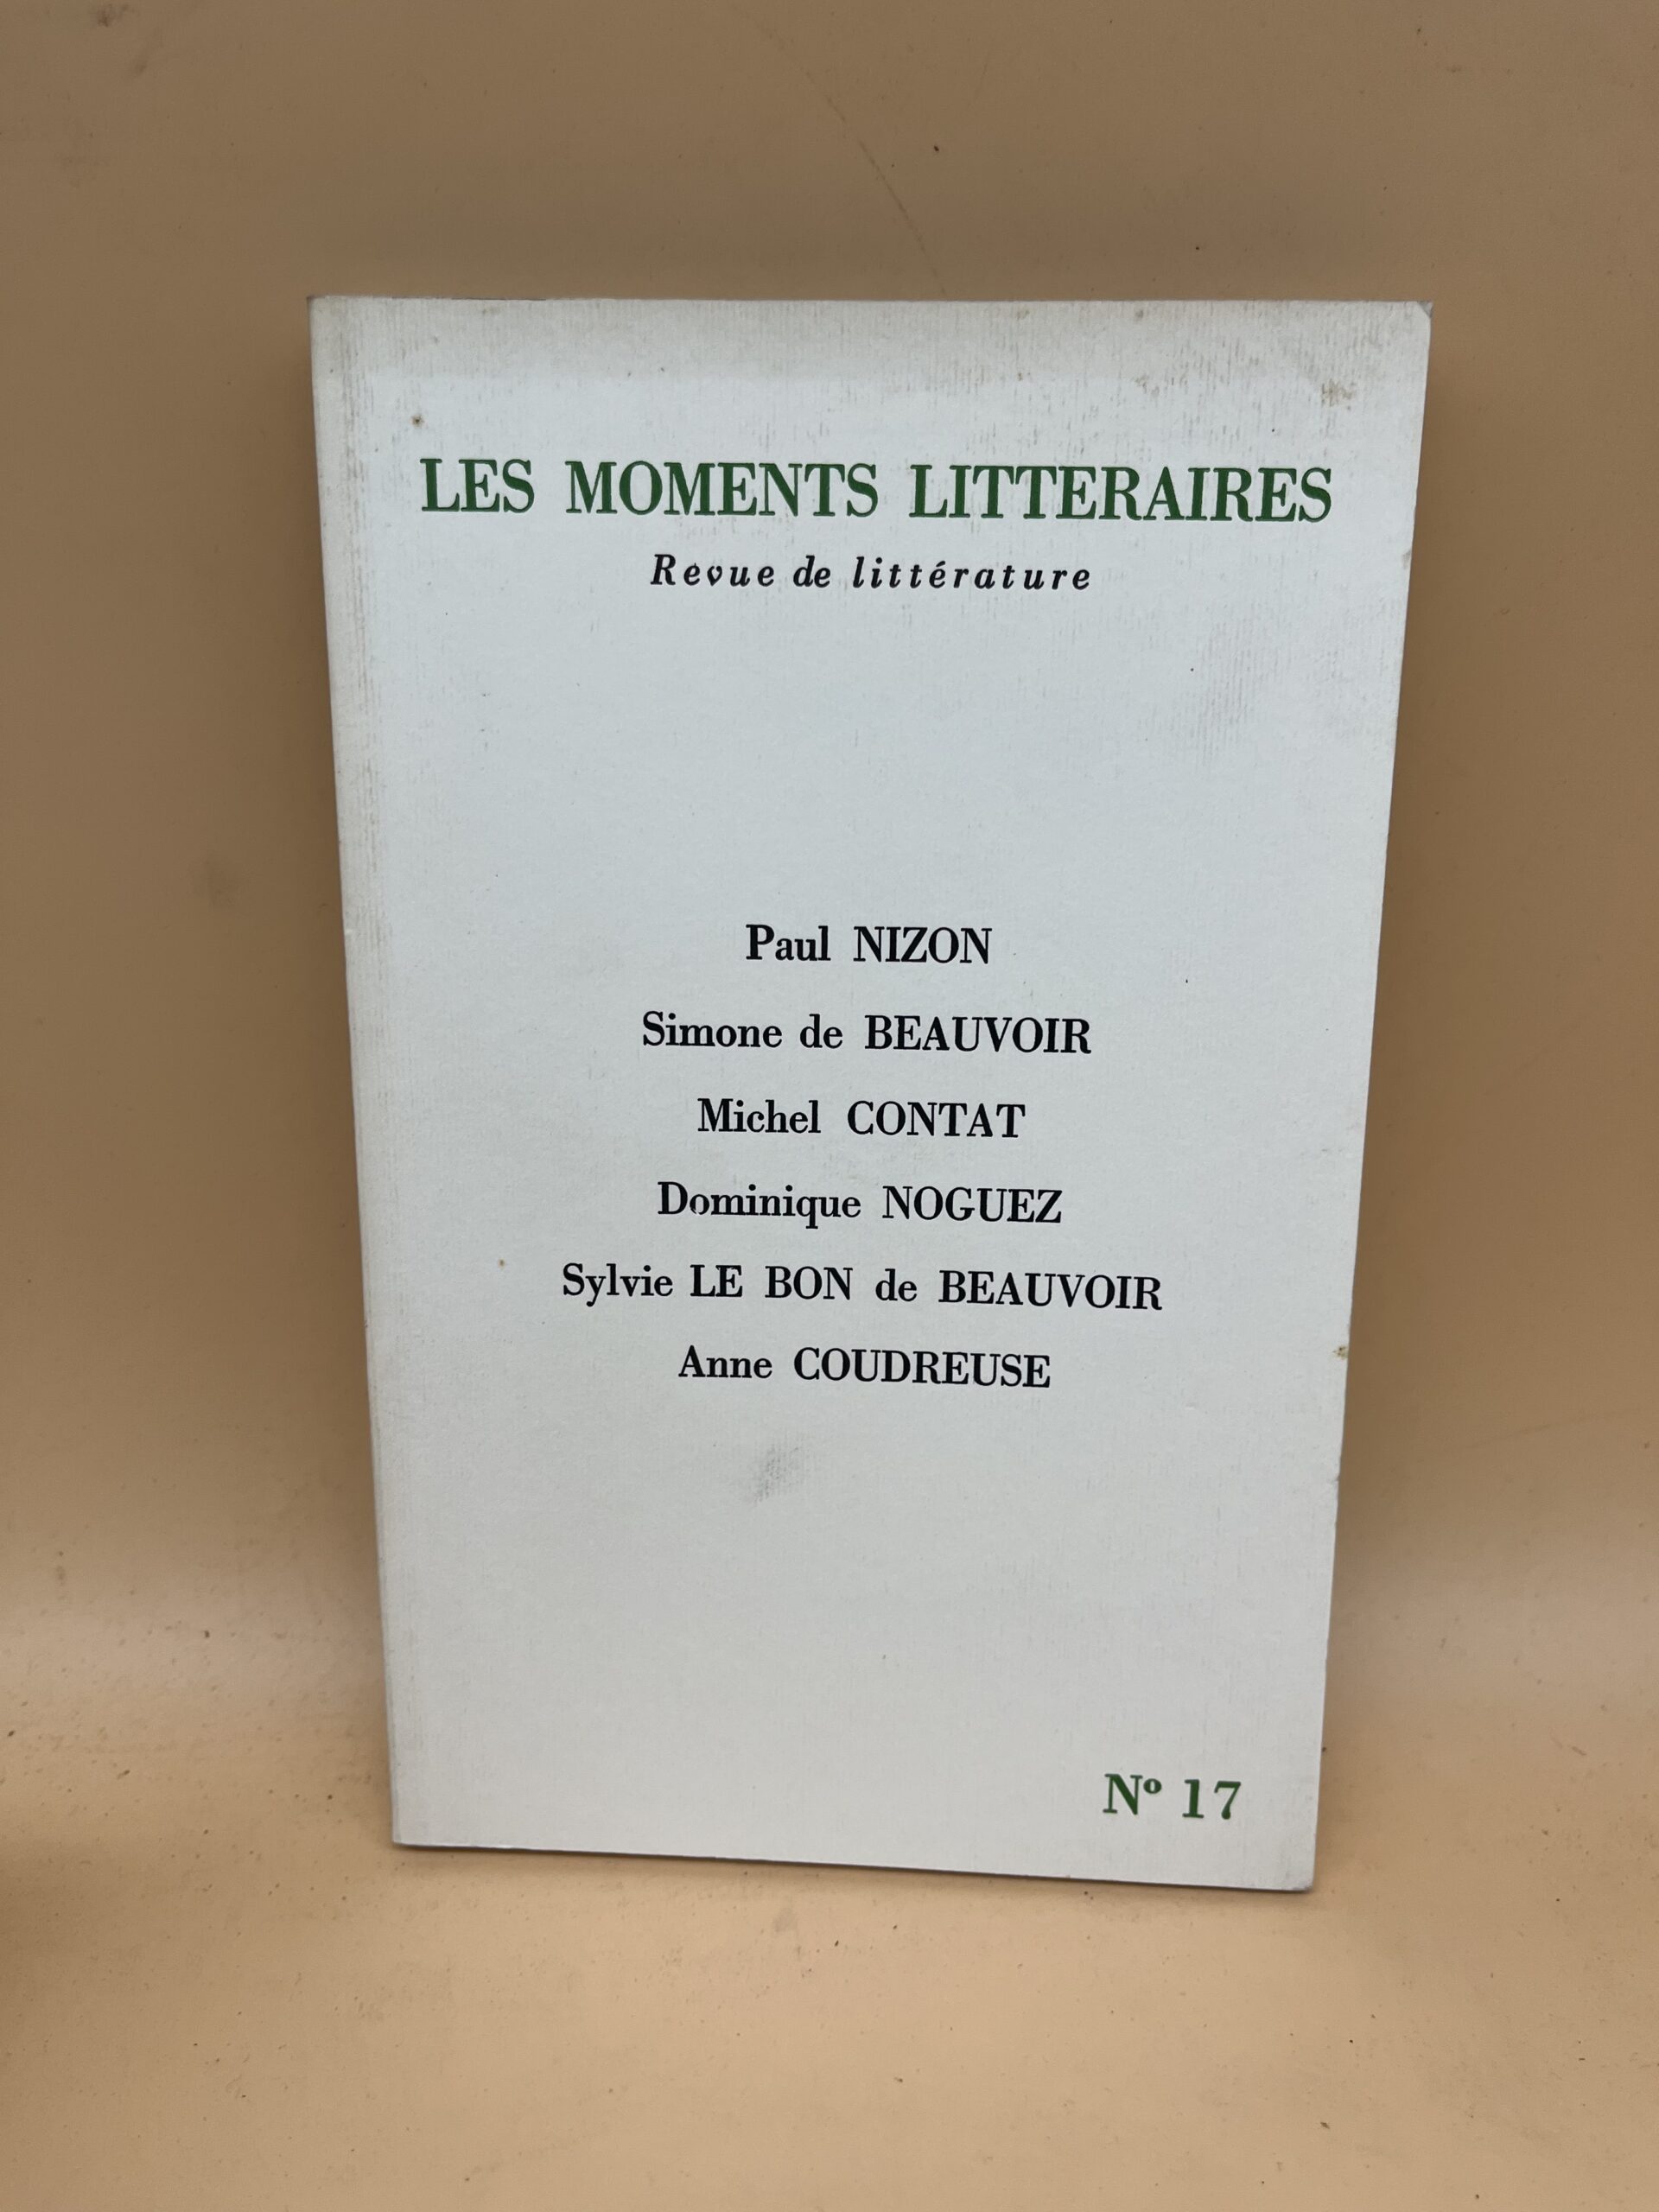 LES MOMENTS LITTERAIRES
Revue de littérature
Paul NIZON
Simone de BEAUVOIR
Michel CONTAT
Dominique NOGUEZ
Sylvie LE BON de BEAUVOIR
Anne COUDREUSE
Nº 17